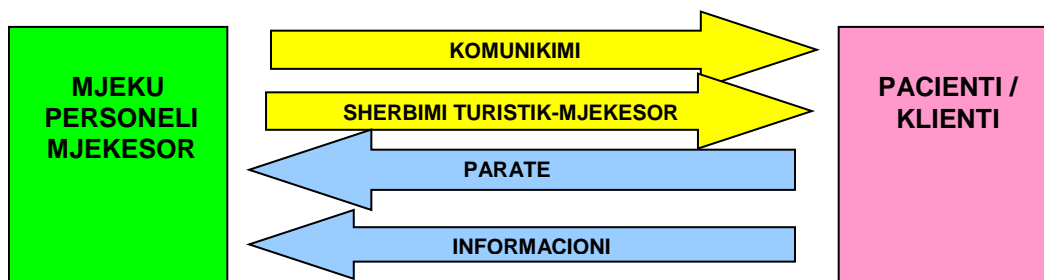 MJEKU
PERSONELI
MJEKESOR
KOMUNIKIMI
SHERBIMI TURISTIK-MJEKESOR
PARATE
INFORMACIONI
PACIENTI /
KLIENTI